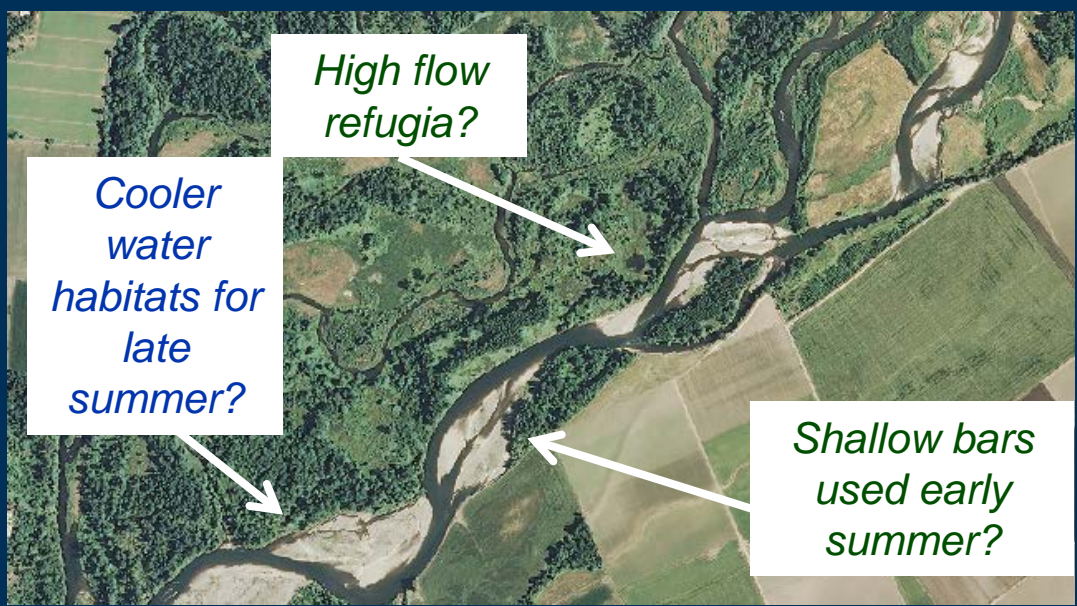 High flow
refugia?
Cooler
water
habitats for
late
summer?
Shallow bars
used early
summer?